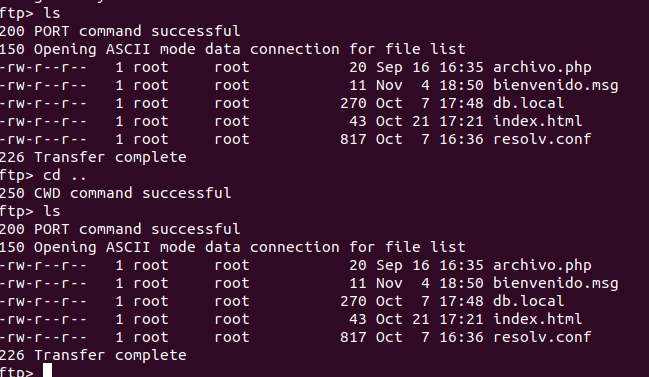 ftp> ls
200 PORT command successful
150 Opening ASCII mode data connection for file list
-rw-r--r--   1 root     root           20 Sep 16 16:35 archivo.php
-rw-r--r--   1 root     root           11 Nov  4 18:50 bienvenido.msg
-rw-r--r--   1 root     root          270 Oct  7 17:48 db.local
-rw-r--r--   1 root     root           43 Oct 21 17:21 index.html
-rw-r--r--   1 root     root          817 Oct  7 16:36 resolv.conf
226 Transfer complete
ftp> cd ..
250 CWD command successful
ftp> ls
200 PORT command successful
150 Opening ASCII mode data connection for file list
-rw-r--r--   1 root     root           20 Sep 16 16:35 archivo.php
-rw-r--r--   1 root     root           11 Nov  4 18:50 bienvenido.msg
-rw-r--r--   1 root     root          270 Oct  7 17:48 db.local
-rw-r--r--   1 root     root           43 Oct 21 17:21 index.html
-rw-r--r--   1 root     root          817 Oct  7 16:36 resolv.conf
226 Transfer complete
ftp>